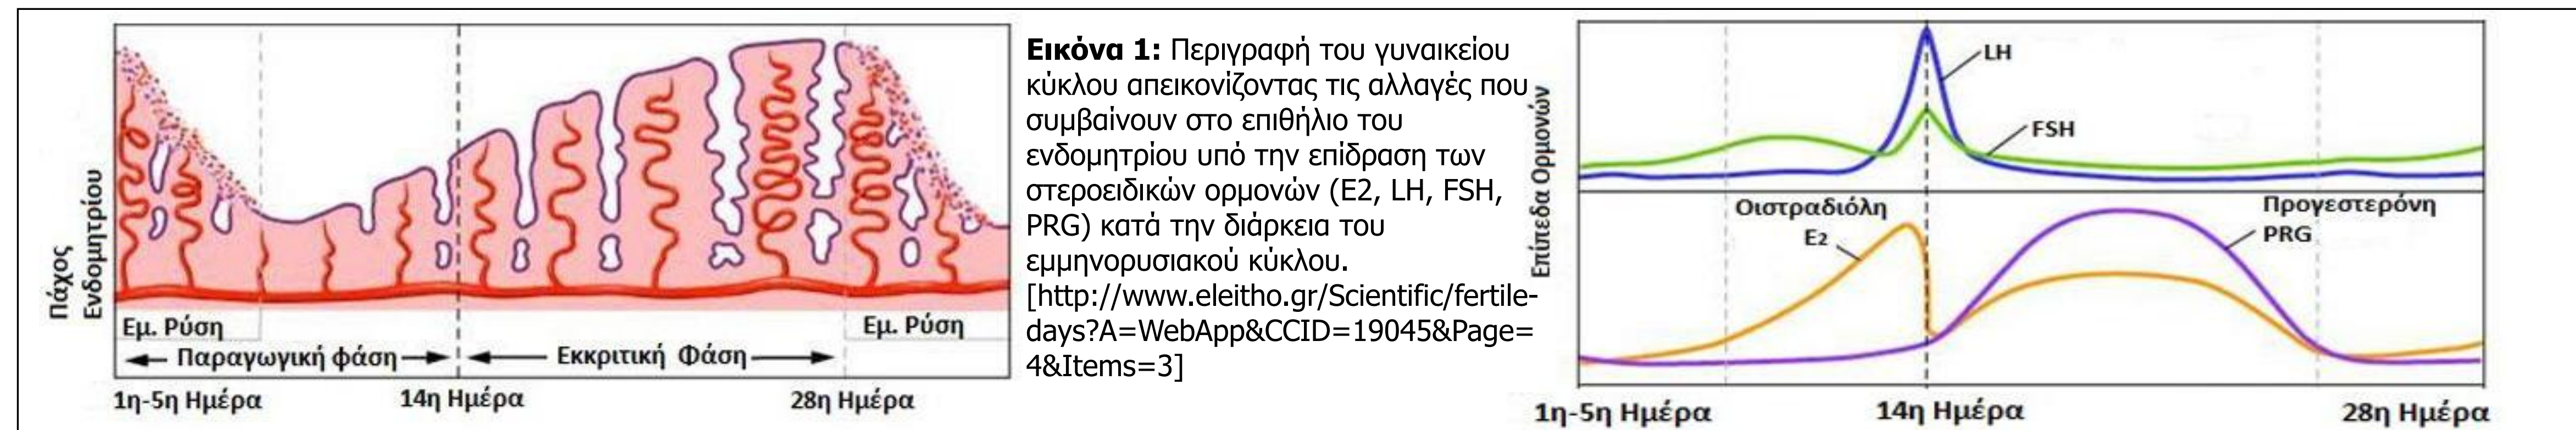 Πάχος
Ενδομητρίου
Εμ. Ρύση
Εμ. Ρύση
Παραγωγική φάση
Εκκριτική Φάση
1η-5η Ημέρα
14η Ημέρα
28η Ημέρα
Εικόνα 1: Περιγραφή του γυναικείου
κύκλου απεικονίζοντας τις αλλαγές που
συμβαίνουν στο επιθήλιο του
ενδομητρίου υπό την επίδραση των
στεροειδικών ορμονών (E2, LH, FSH,
PRG) κατά την διάρκεια του
εμμηνορυσιακού κύκλου.
[http://www.eleitho.gr/Scientific/fertile-
days?A=WebApp&CCID=19045&Page=
4&Items=3]
Επίπεδα Ορμονών
LH
FSH
Οιστραδιόλη
E2
Προγεστερόνη
PRG
1η-5η Ημέρα
14η Ημέρα
28η Ημέρα